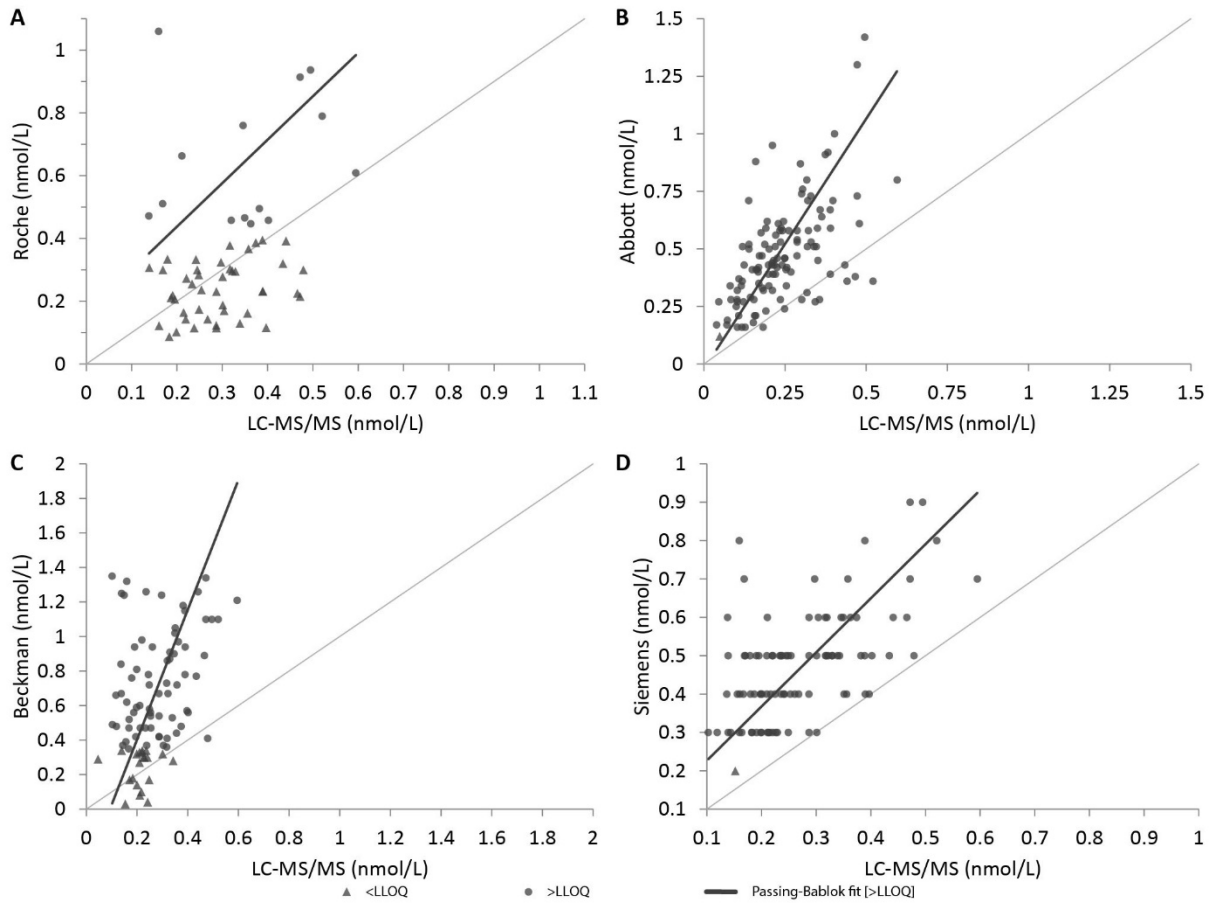 A
1
0.8
0.6
0.4
0.2
0
Roche (nmol/L)
0 0.1 0.2 0.3 0.4 0.5 0.6 0.7 0.8 0.9 1 1.1
LC-MS/MS (nmol/L)
B
1.5
1.25
1
0.75
0.5
0.25
0
Abbott (nmol/L)
0 0.25 0.5 0.75 1 1.25 1.5
LC-MS/MS (nmol/L)
C
2
1.8
1.6
1.4
1.2
1
0.8
0.6
0.4
0.2
0
Beckman (nmol/L)
0 0.2 0.4 0.6 0.8 1 1.2 1.4 1.6 1.8 2
LC-MS/MS (nmol/L)
D
1
0.9
0.8
0.7
0.6
0.5
0.4
0.3
0.2
0.1
Siemens (nmol/L)
0.1 0.2 0.3 0.4 0.5 0.6 0.7 0.8 0.9 1
LC-MS/MS (nmol/L)
<LLOQ >LLOQ Passing-Bablok fit [>LLOQ]